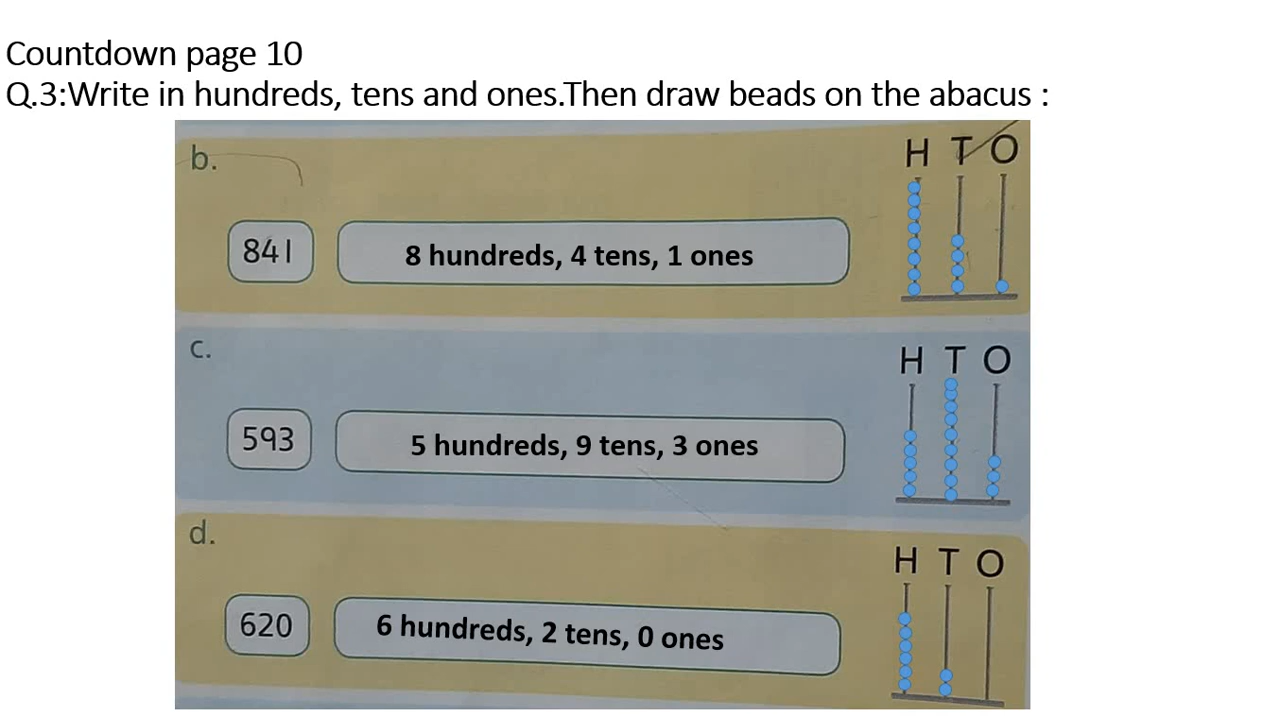 Countdown page 10
Q.3:Write in hundreds, tens and ones.Then draw beads on the abacus :
b.
H T O
841
8 hundreds, 4 tens, 1 ones
c.
H T O
593
5 hundreds, 9 tens, 3 ones
d.
H T O
620
6 hundreds, 2 tens, 0 ones